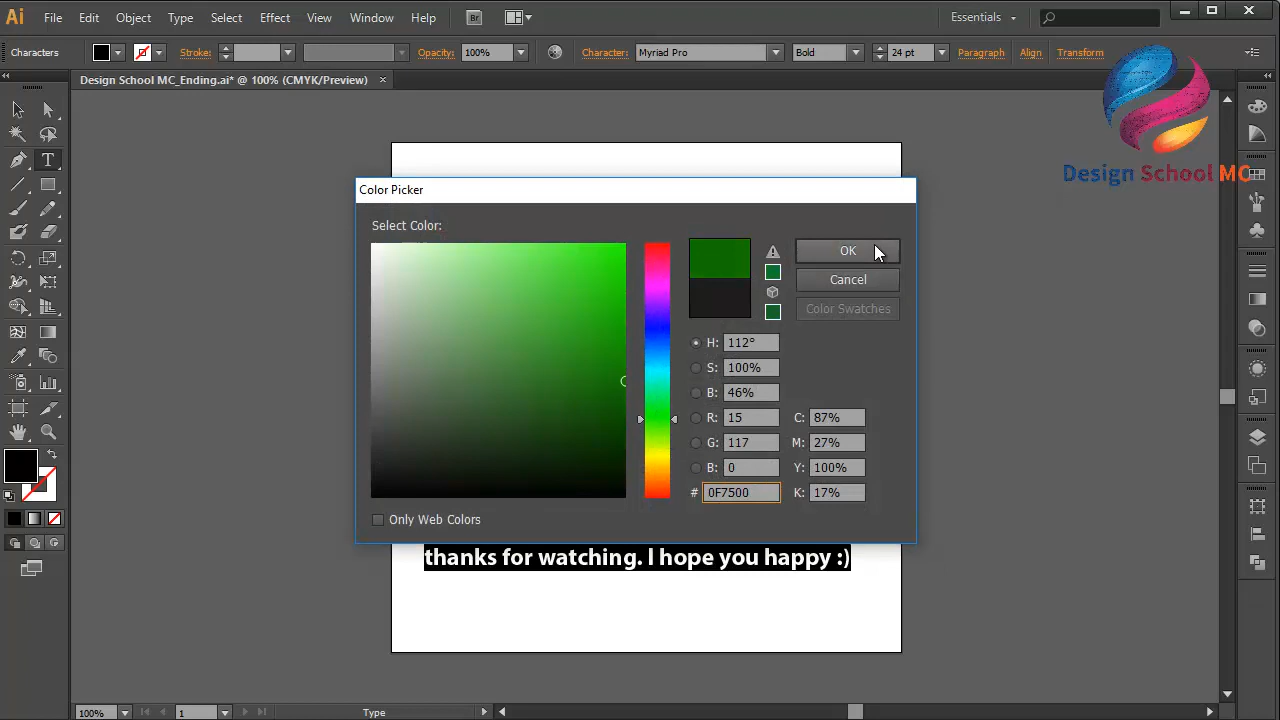 Ai File Edit Object Type Select Effect View Window Help Br Essentials
Characters Stroke: Opacity: 100% Character: Myriad Pro Bold 24 pt Paragraph Align Transform
Design School MC_Ending.ai* @ 100% (CMYK/Preview) ×
Design School MC
Color Picker
Select Color:
OK
Cancel
Color Swatches
H: 112°
S: 100%
B: 46%
R: 15 C: 87%
G: 117 M: 27%
B: 0 Y: 100%
# 0F7500 K: 17%
Only Web Colors
thanks for watching. I hope you happy :)
100% 1 Type